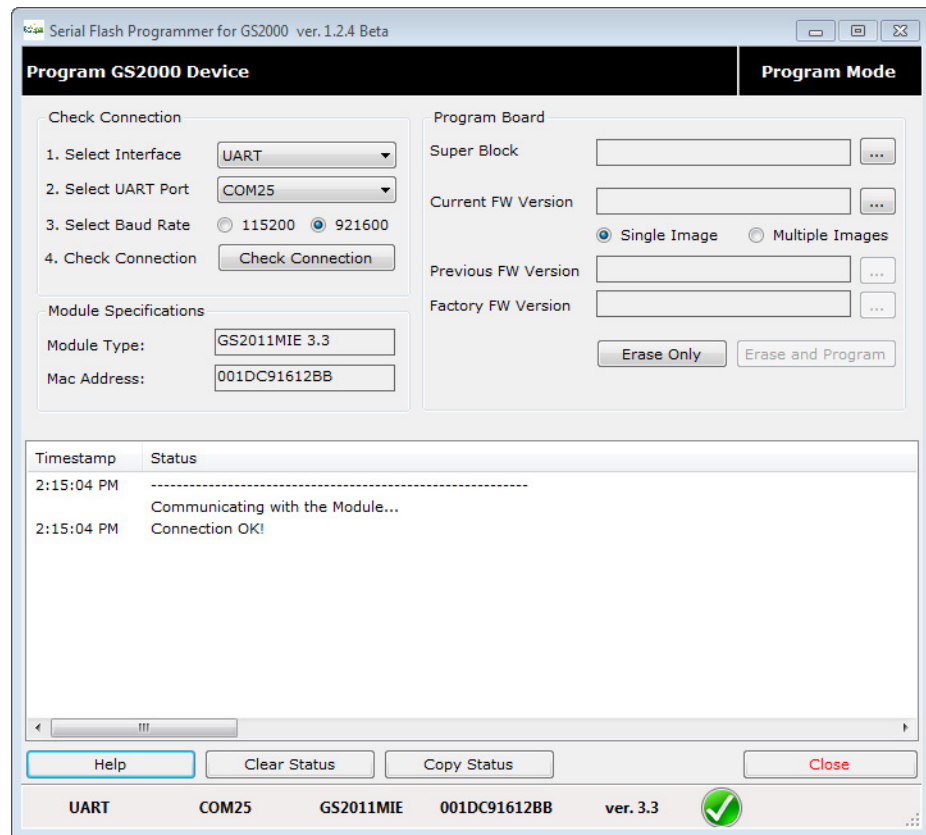 Serial Flash Programmer for GS2000 ver. 1.2.4 Beta
Program GS2000 Device
Program Mode
Check Connection
1. Select Interface UART
2. Select UART Port COM25
3. Select Baud Rate 115200 921600
4. Check Connection Check Connection
Module Specifications
Module Type: GS2011MIE 3.3
Mac Address: 001DC91612BB
Program Board
Super Block ...
Current FW Version ...
Single Image Multiple Images
Previous FW Version ...
Factory FW Version ...
Erase Only Erase and Program
Timestamp Status
2:15:04 PM -----------------------------------------------------------
Communicating with the Module...
2:15:04 PM Connection OK!
Help Clear Status Copy Status Close
UART COM25 GS2011MIE 001DC91612BB ver. 3.3